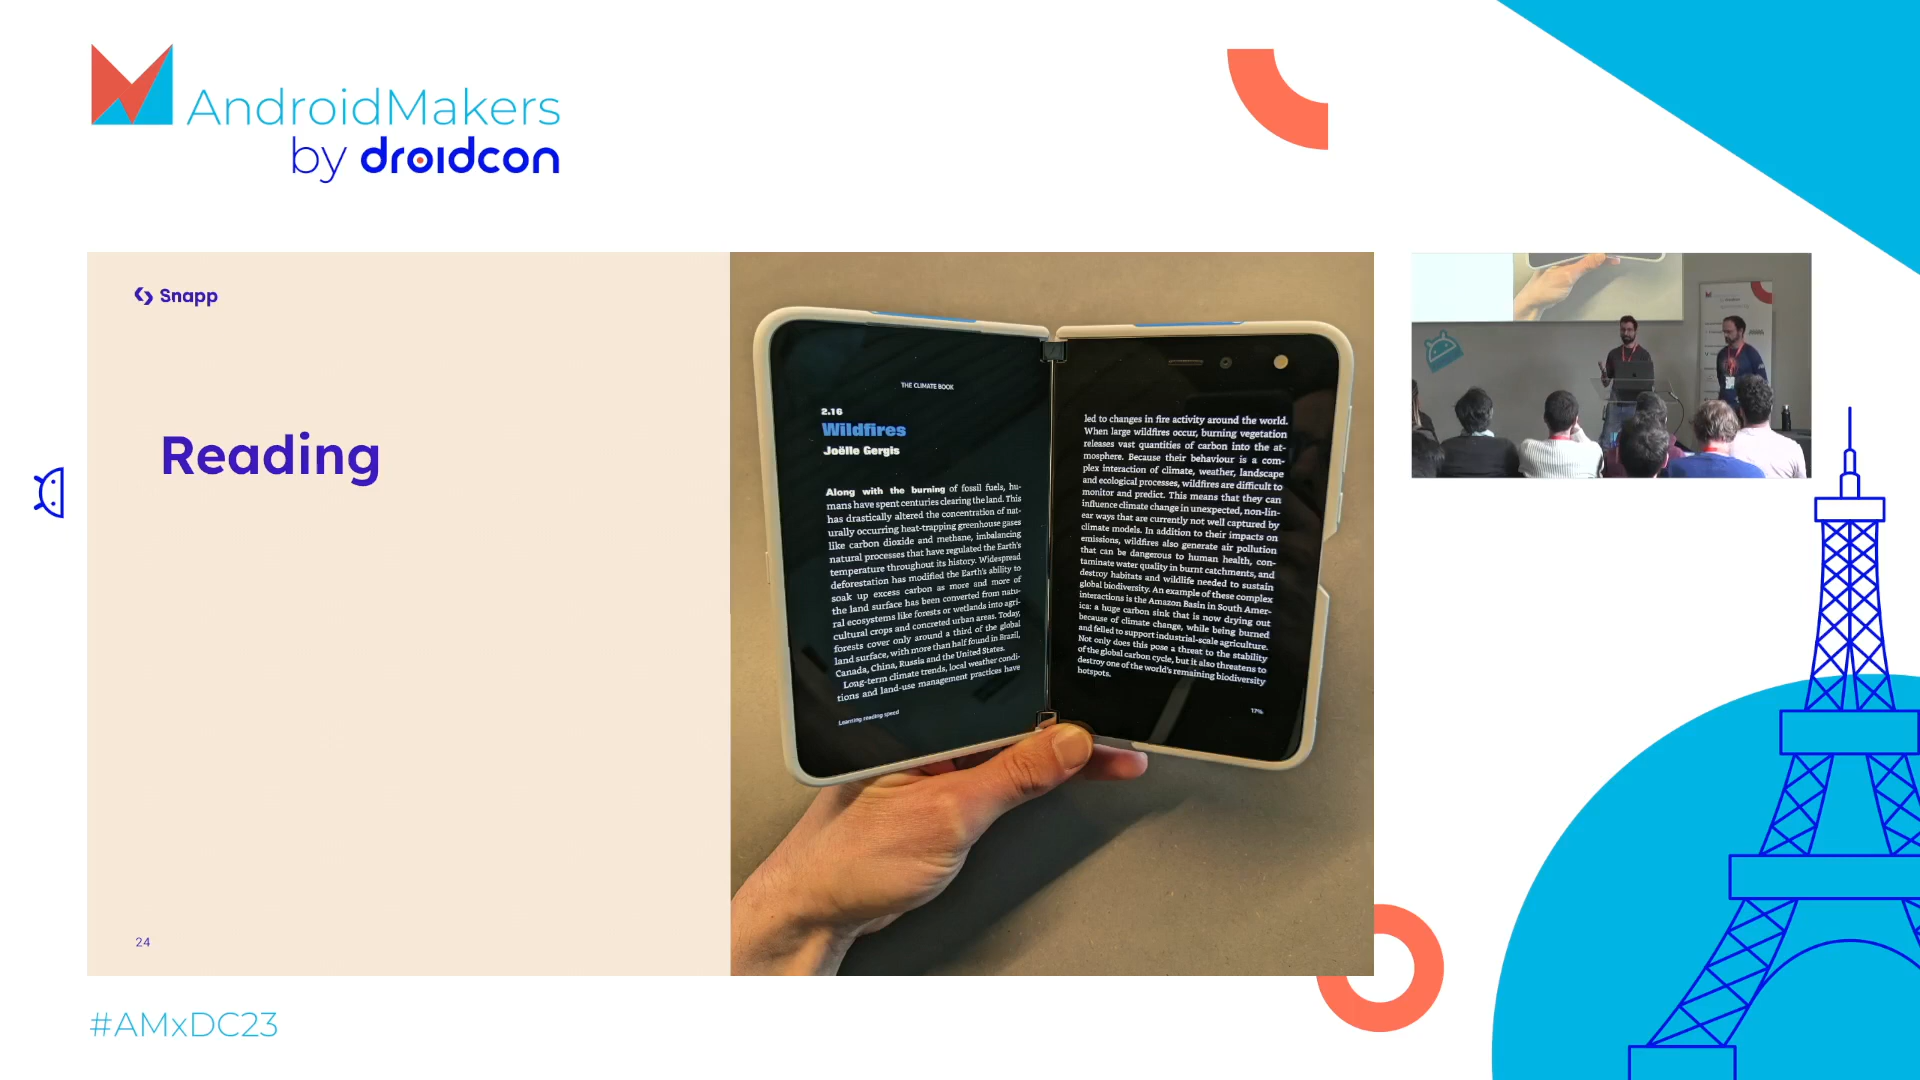 AndroidMakers
by droidcon
Snapp
Reading
24
THE CLIMATE BOOK
2.16
Wildfires
Joëlle Gergis
Along with the burning of fossil fuels, hu-
mans have spent centuries clearing the land. This
has drastically altered the concentration of nat-
urally occurring heat-trapping greenhouse gases
like carbon dioxide and methane, imbalancing
natural processes that have regulated the Earth's
temperature throughout its history. Widespread
deforestation has modified the Earth's ability to
soak up excess carbon as more and more of
the land surface has been converted from natu-
ral ecosystems like forests or wetlands into agri-
cultural crops and concreted urban areas. Today,
forests cover only around a third of the global
land surface, with more than half found in Brazil,
Canada, China, Russia and the United States.
Long-term climate trends, local weather condi-
tions and land-use management practices have
Learning reading speed
led to changes in fire activity around the world.
When large wildfires occur, burning vegetation
releases vast quantities of carbon into the at-
mosphere. Because their behaviour is a com-
plex interaction of climate, weather, landscape
and ecological processes, wildfires are difficult to
monitor and predict. This means that they can
influence climate change in unexpected, non-lin-
ear ways that are currently not well captured by
climate models. In addition to their impacts on
emissions, wildfires also generate air pollution
that can be dangerous to human health, con-
taminate water quality in burnt catchments, and
destroy habitats and wildlife needed to sustain
global biodiversity. An example of these complex
interactions is the Amazon Basin in South Amer-
ica: a huge carbon sink that is now drying out
because of climate change, while being burned
and felled to support industrial-scale agriculture.
Not only does this pose a threat to the stability
of the global carbon cycle, but it also threatens to
destroy one of the world's remaining biodiversity
hotspots.
17%
#AMxDC23